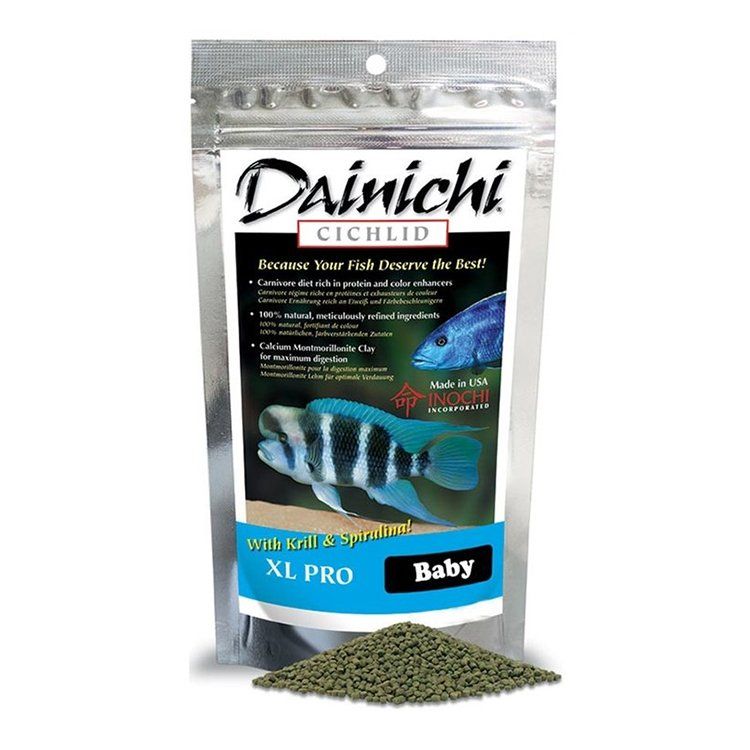 Dainichi®
CICHLID
Because Your Fish Deserve the Best!
• Carnivore diet rich in protein and color enhancers
Carnivore régime riche en protéines et exhausteurs de couleur
Carnivore Ernährung reich an Eiweiß und Färbebeschleunigern
• 100% natural, meticulously refined ingredients
100% natural, fortifiant de colour
100% natürlichen, farbverstärkenden Zutaten
• Calcium Montmorillonite Clay
for maximum digestion
Montmorillonite pour la digestion maximum
Montmorillonite Lehm für optimale Verdauung
Made in USA
命 INOCHI
INCORPORATED
With Krill & Spirulina!
XL PRO
Baby